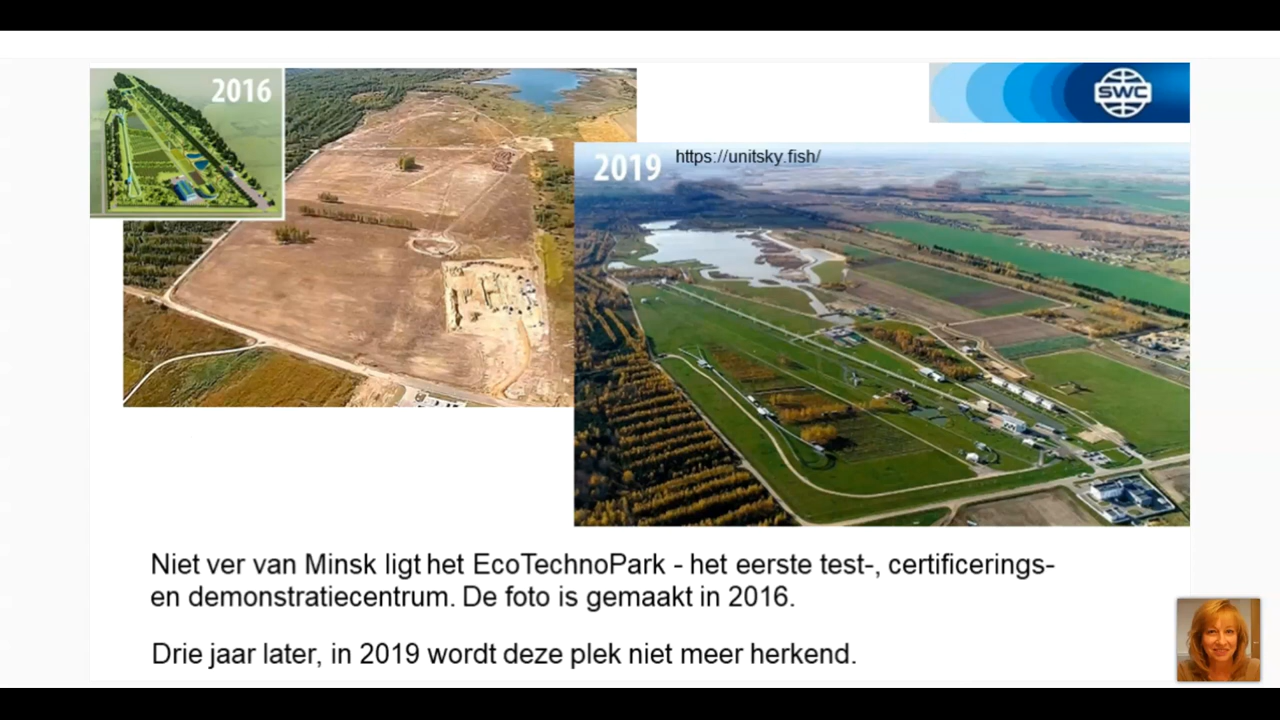 2016
SWC
2019
https://unitsky.fish/
Niet ver van Minsk ligt het EcoTechnoPark - het eerste test-, certificerings-
en demonstratiecentrum. De foto is gemaakt in 2016.
Drie jaar later, in 2019 wordt deze plek niet meer herkend.